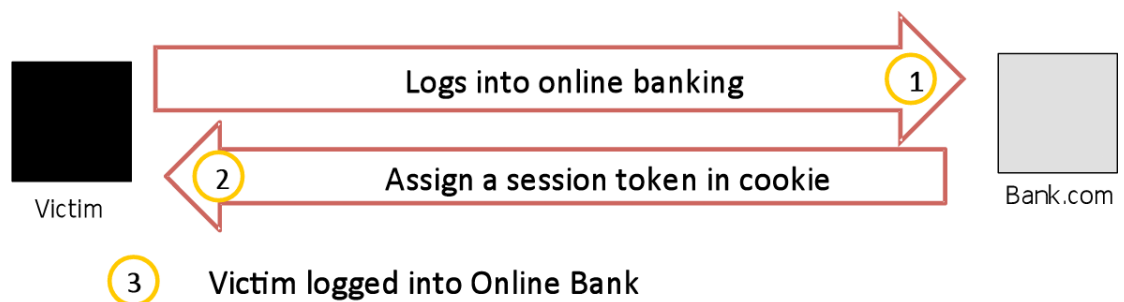 Logs into online banking
1
2
Assign a session token in cookie
Victim
Bank.com
3 Victim logged into Online Bank